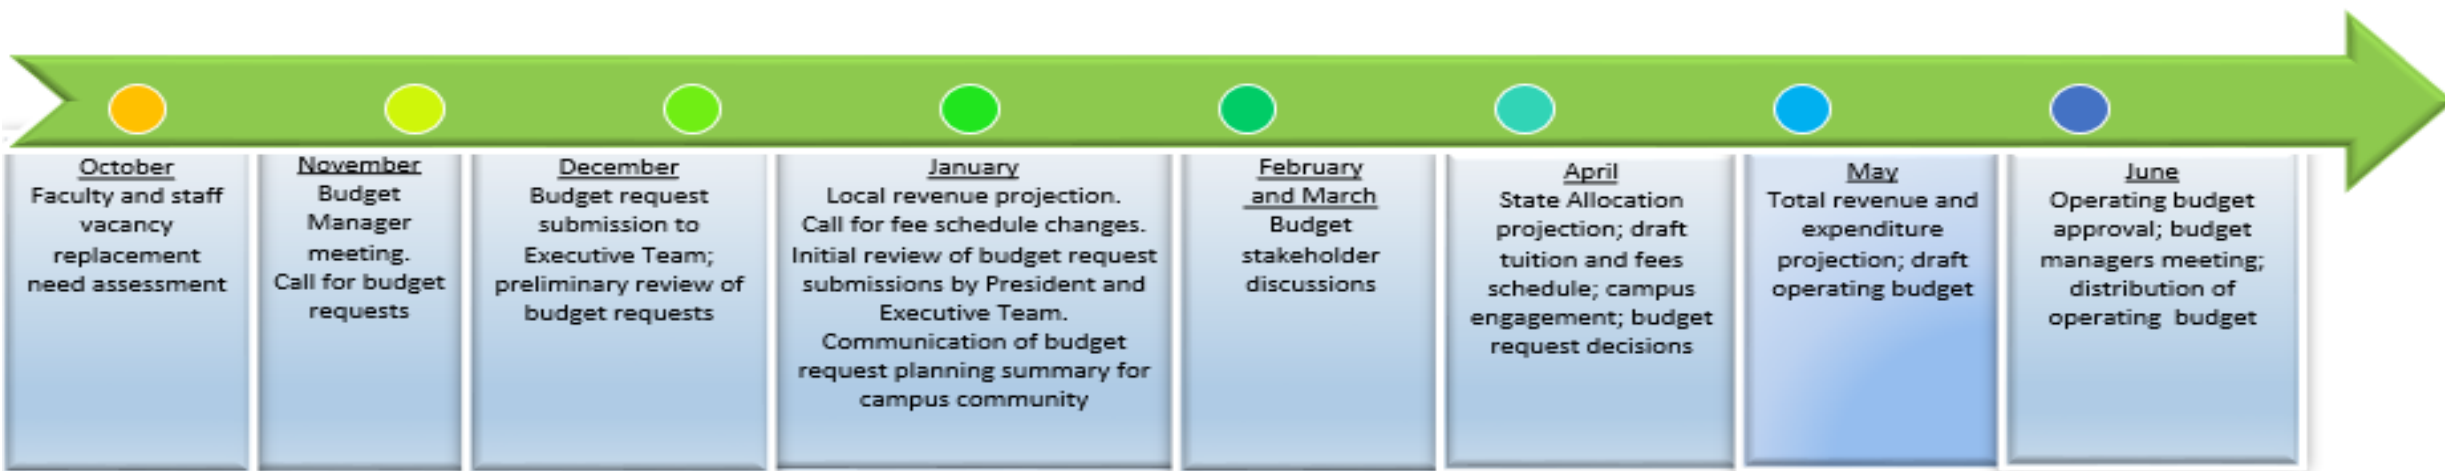 October
Faculty and staff
vacancy
replacement
need assessment
November
Budget
Manager
meeting.
Call for budget
requests
December
Budget request
submission to
Executive Team;
preliminary review of
budget requests
January
Local revenue projection.
Call for fee schedule changes.
Initial review of budget request
submissions by President and
Executive Team.
Communication of budget
request planning summary for
campus community
February
and March
Budget
stakeholder
discussions
April
State Allocation
projection; draft
tuition and fees
schedule; campus
engagement; budget
request decisions
May
Total revenue and
expenditure
projection; draft
operating budget
June
Operating budget
approval; budget
managers meeting;
distribution of
operating budget